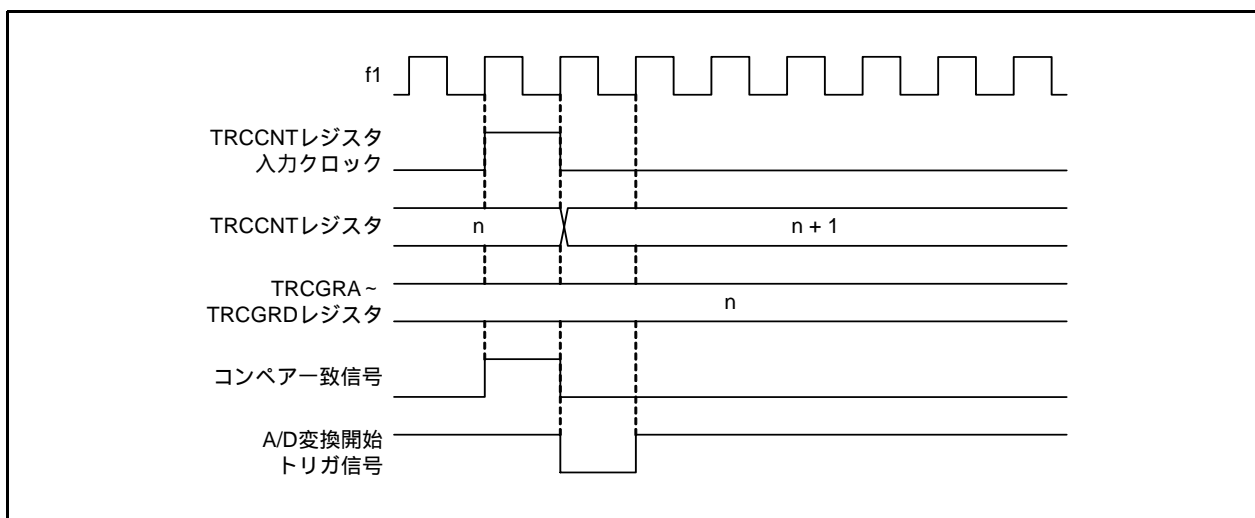 f1
TRCCNTレジスタ
入力クロック
TRCCNTレジスタ
n
n + 1
TRCGRA~
TRCGRDレジスタ
n
コンペア一致信号
A/D変換開始
トリガ信号